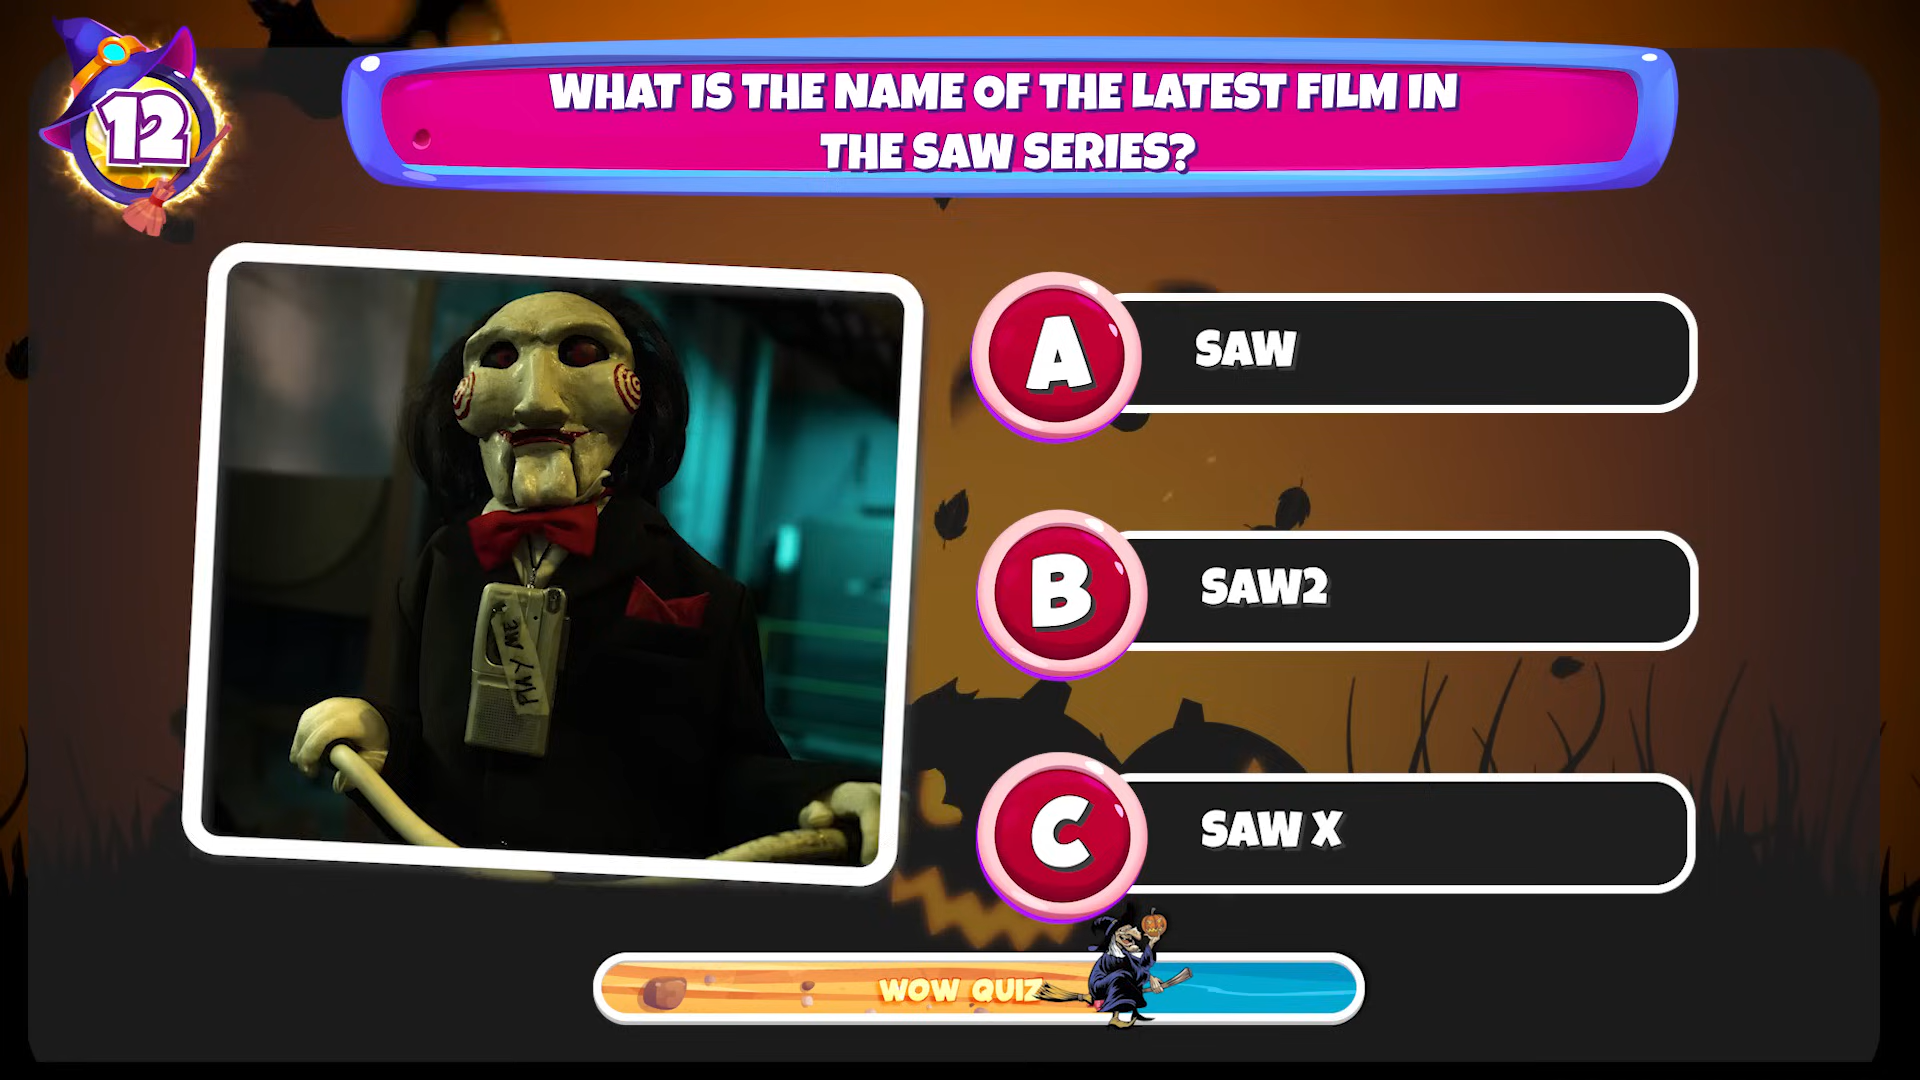 12
WHAT IS THE NAME OF THE LATEST FILM IN
THE SAW SERIES?
A
SAW
PLAY ME
B
SAW2
C
SAW X
WOW QUIZ